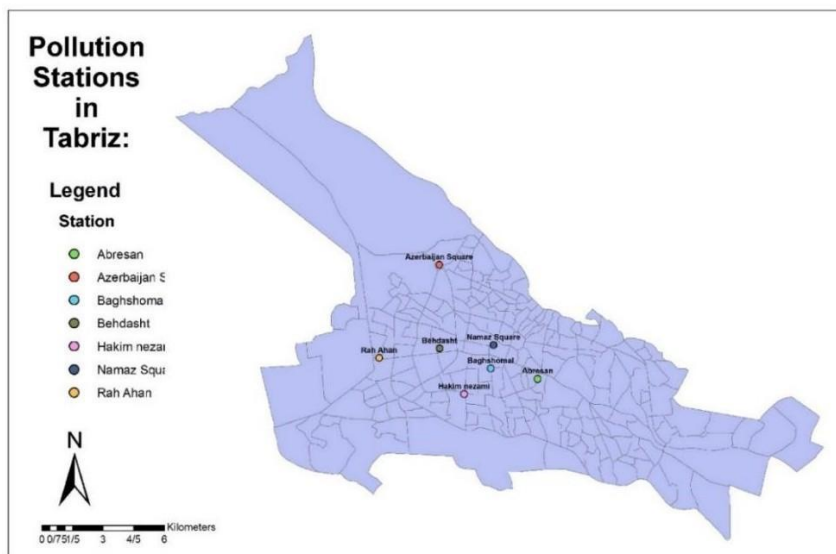 Pollution
Stations
in
Tabriz:
Legend
Station
Abresan
Azerbaijan S
Baghshoma
Behdasht
Hakim nezai
Namaz Squa
Rah Ahan
N
Kilometers
0 0/751/5 3 4/5 6
Azerbaijan Square
Behdasht
Namaz Square
Rah Ahan
Baghshomal
Abresan
Hakim nezami